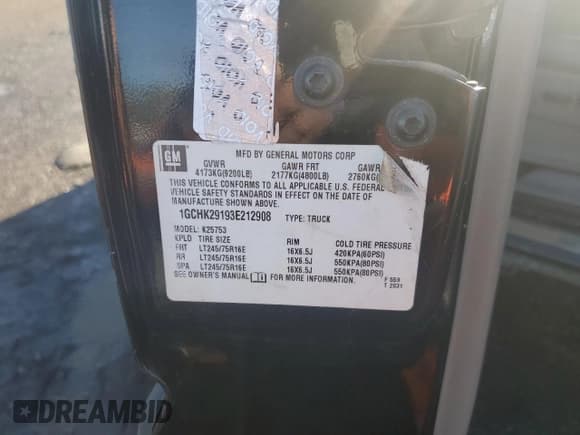 GM
MFD BY GENERAL MOTORS CORP
GVWR GAWR FRT GAWR
4173KG(9200LB) 2177KG(4800LB) 2760KG(
THIS VEHICLE CONFORMS TO ALL APPLICABLE U.S. FEDERA
VEHICLE SAFETY STANDARDS IN EFFECT ON THE DATE OF
MANUFACTURE SHOWN ABOVE.
1GCHK29193E212908 TYPE: TRUCK
MODEL: K25753
KPLD TIRE SIZE RIM COLD TIRE PRESSURE
FRT LT245/75R16E 16X6.5J 420KPA(60PSI)
RR LT245/75R16E 16X6.5J 550KPA(80PSI)
SPA LT245/75R16E 16X6.5J 550KPA(80PSI)
SEE OWNER'S MANUAL FOR MORE INFORMATION.
T 2031
DREAMBID